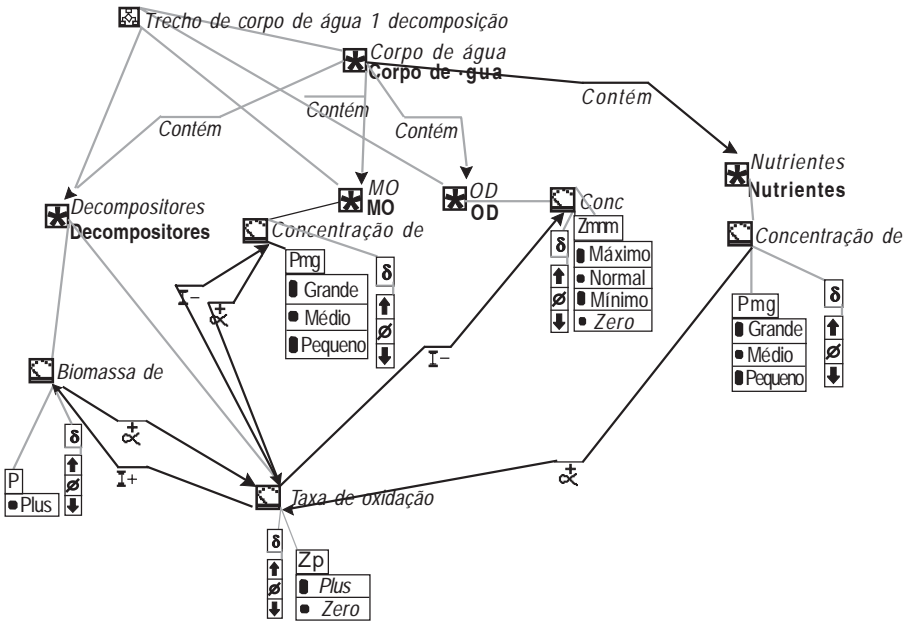 Trecho de corpo de água 1 decomposição
Corpo de água
Corpo de ·gua
Contém
Contém
Contém
Contém
Nutrientes
Nutrientes
MO
MO
OD
OD
Conc
Decompositores
Decompositores
Concentração de
Concentração de
Zmm
δ
Máximo
Normal
Mínimo
Zero
Pmg
δ
Grande
Médio
Pequeno
Pmg
δ
Grande
Médio
Pequeno
I-
α+
I-
Biomassa de
δ
α+
I+
α+
P
Plus
Taxa de oxidação
δ
Zp
Plus
Zero